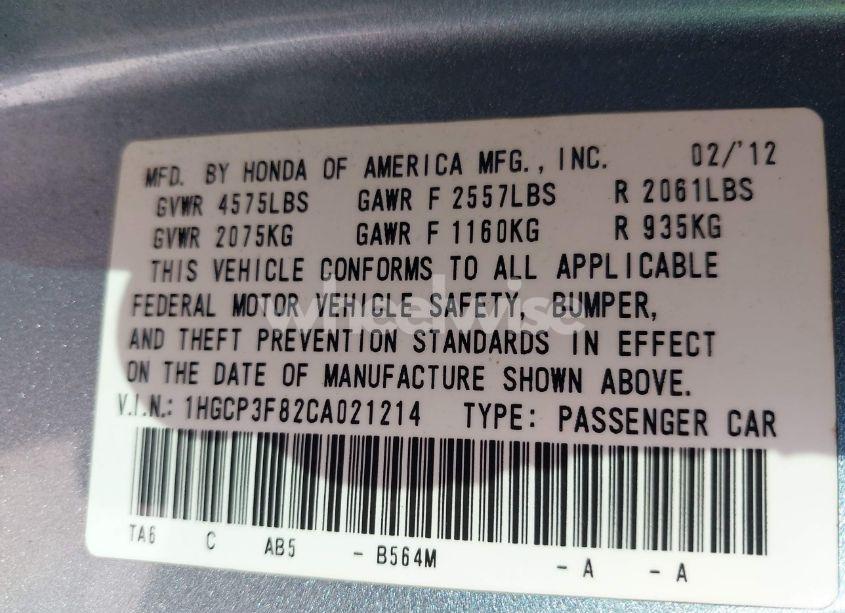 MFD. BY HONDA OF AMERICA MFG., INC. 02/'12
GVWR 4575LBS GAWR F 2557LBS R 2061LBS
GVWR 2075KG GAWR F 1160KG R 935KG
THIS VEHICLE CONFORMS TO ALL APPLICABLE
FEDERAL MOTOR VEHICLE SAFETY, BUMPER,
AND THEFT PREVENTION STANDARDS IN EFFECT
ON THE DATE OF MANUFACTURE SHOWN ABOVE.
V.I.N.: 1HGCP3F82CA021214 TYPE: PASSENGER CAR
TA6 C AB5 - B564M - A - A
wheelwise